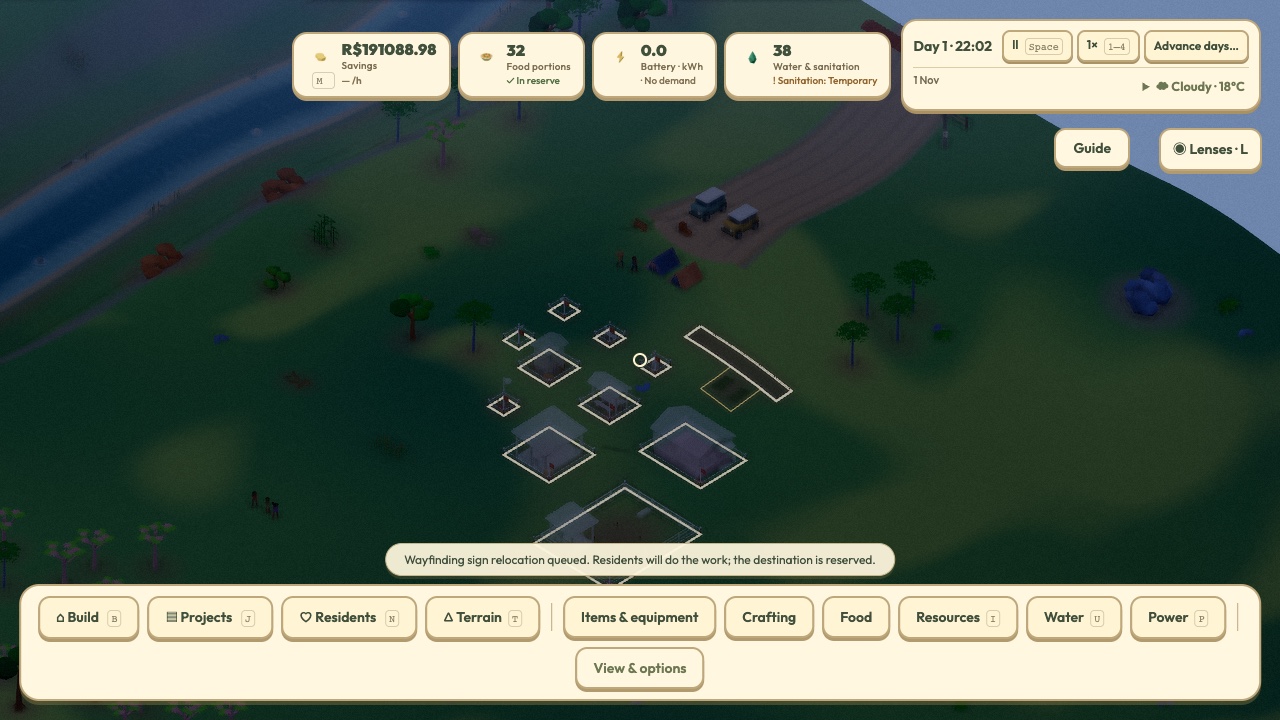 R$191088.98
Savings
M — /h
32
Food portions
✓ In reserve
0.0
Battery · kWh
· No demand
38
Water & sanitation
! Sanitation: Temporary
Day 1 · 22:02
II Space
1× 1–4
Advance days...
1 Nov
▶ Cloudy · 18°C
Guide
◉ Lenses · L
Wayfinding sign relocation queued. Residents will do the work; the destination is reserved.
⌂ Build B
▤ Projects J
♡ Residents N
△ Terrain T
Items & equipment
Crafting
Food
Resources I
Water U
Power P
View & options